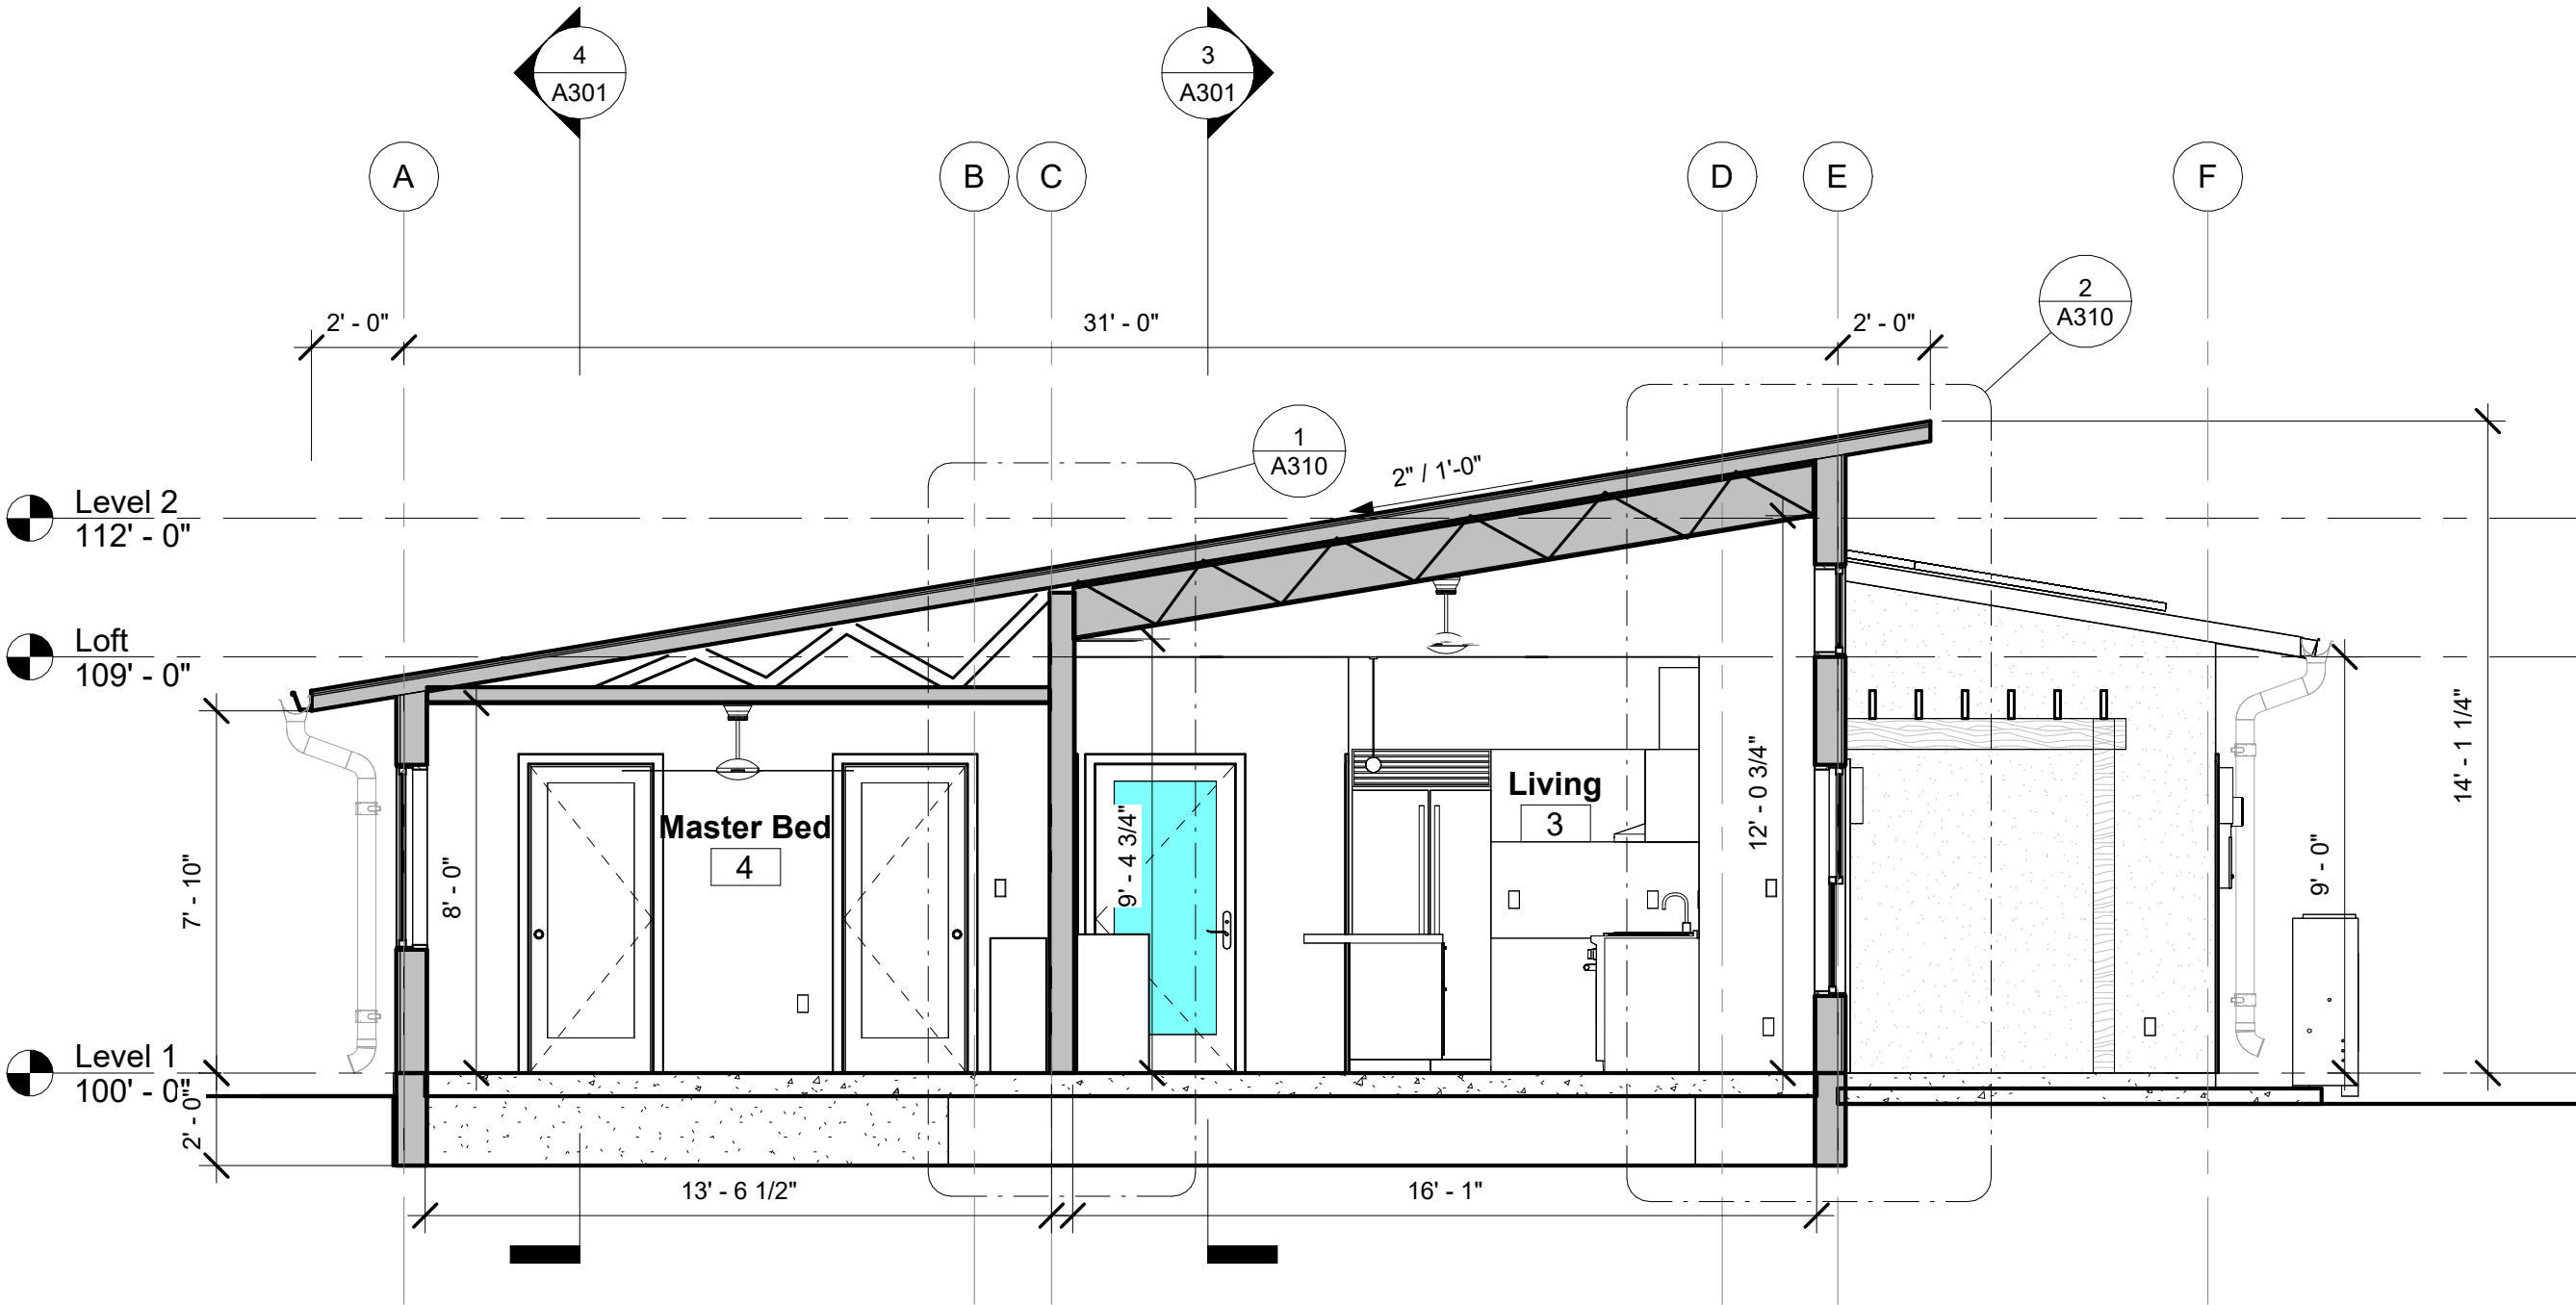 4
A301
3
A301
A
B
C
D
E
F
2
A310
2' - 0"
31' - 0"
2' - 0"
1
A310
2" / 1'-0"
Level 2
112' - 0"
Loft
109' - 0"
Level 1
100' - 0"
14' - 1 1/4"
12' - 0 3/4"
9' - 4 3/4"
9' - 0"
8' - 0"
7' - 10"
2' - 0"
Master Bed
4
Living
3
13' - 6 1/2"
16' - 1"